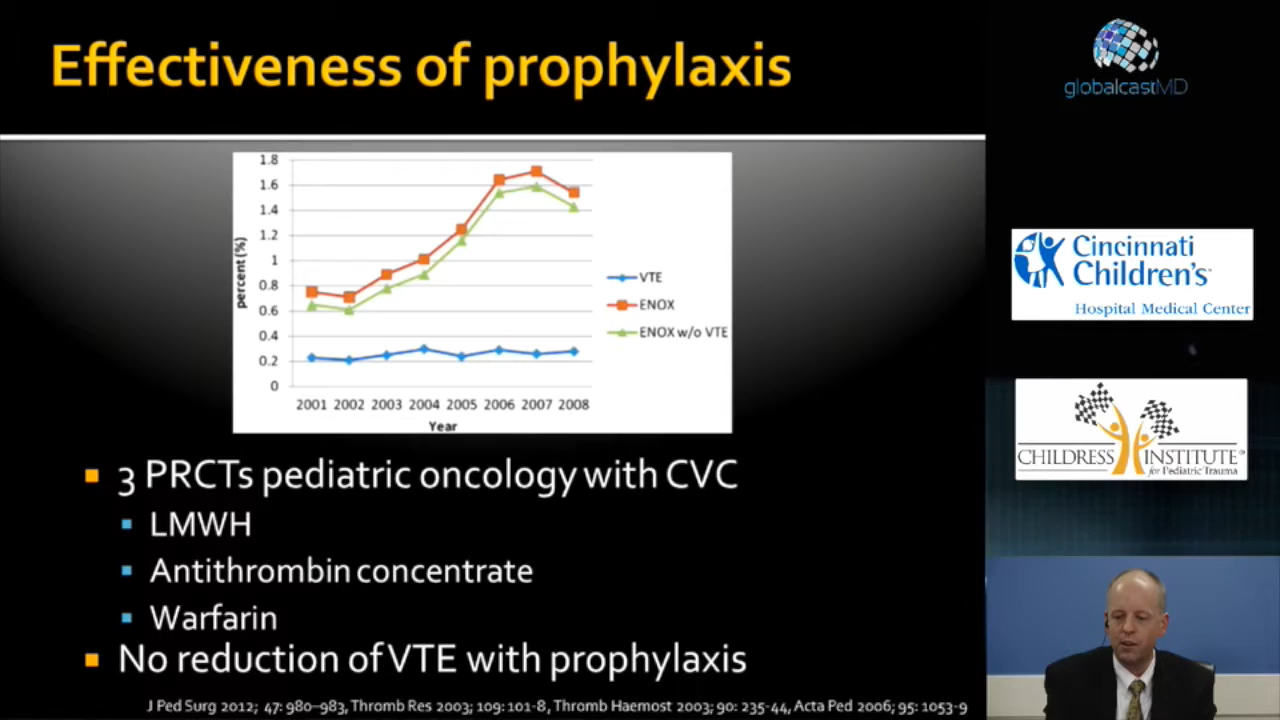 Effectiveness of prophylaxis
globalcastMD
1.8
1.6
1.4
1.2
1
0.8
0.6
0.4
0.2
0
percent (%)
2001 2002 2003 2004 2005 2006 2007 2008
Year
VTE
ENOX
ENOX w/o VTE
Cincinnati
Children's
Hospital Medical Center
CHILDRESS INSTITUTE
for Pediatric Trauma
3 PRCTs pediatric oncology with CVC
LMWH
Antithrombin concentrate
Warfarin
No reduction of VTE with prophylaxis
J Ped Surg 2012; 47: 980–983, Thromb Res 2003; 109: 101-8, Thromb Haemost 2003; 90: 235-44, Acta Ped 2006; 95: 1053-9